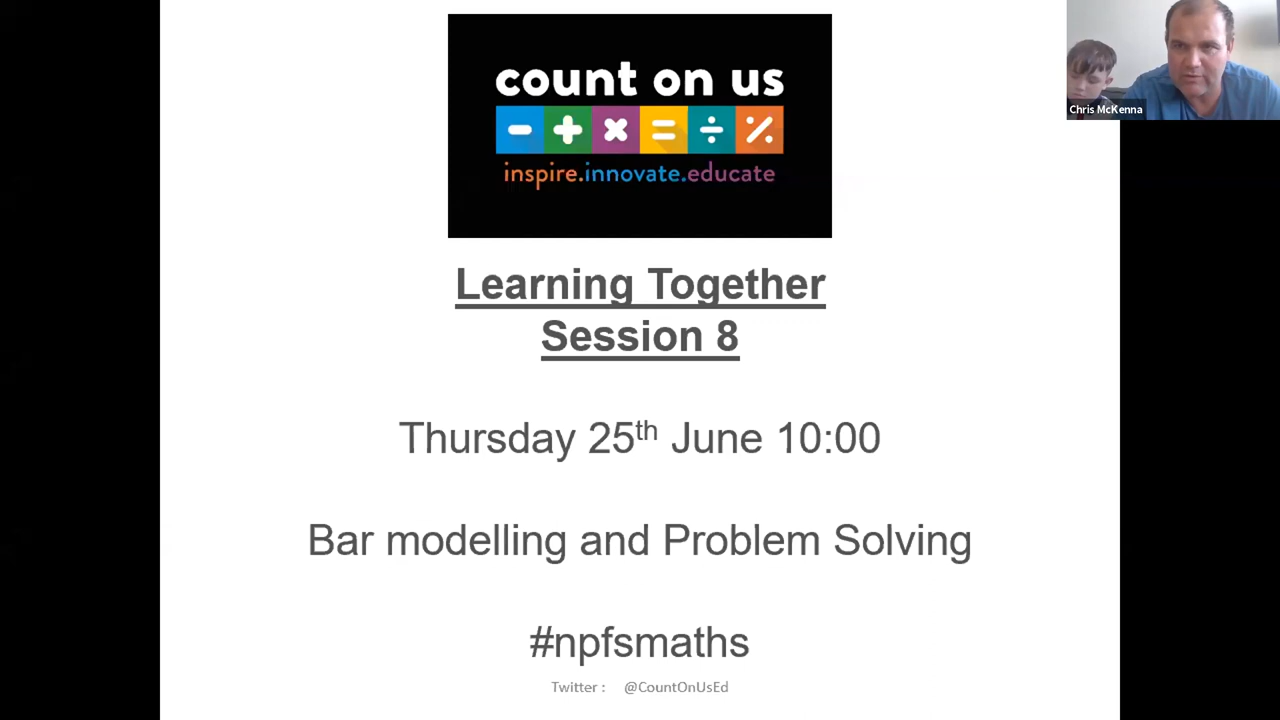 count on us
− + × = ÷ ٪
inspire.innovate.educate
Chris McKenna
Learning Together
Session 8
Thursday 25th June 10:00
Bar modelling and Problem Solving
#npfsmaths
Twitter : @CountOnUsEd